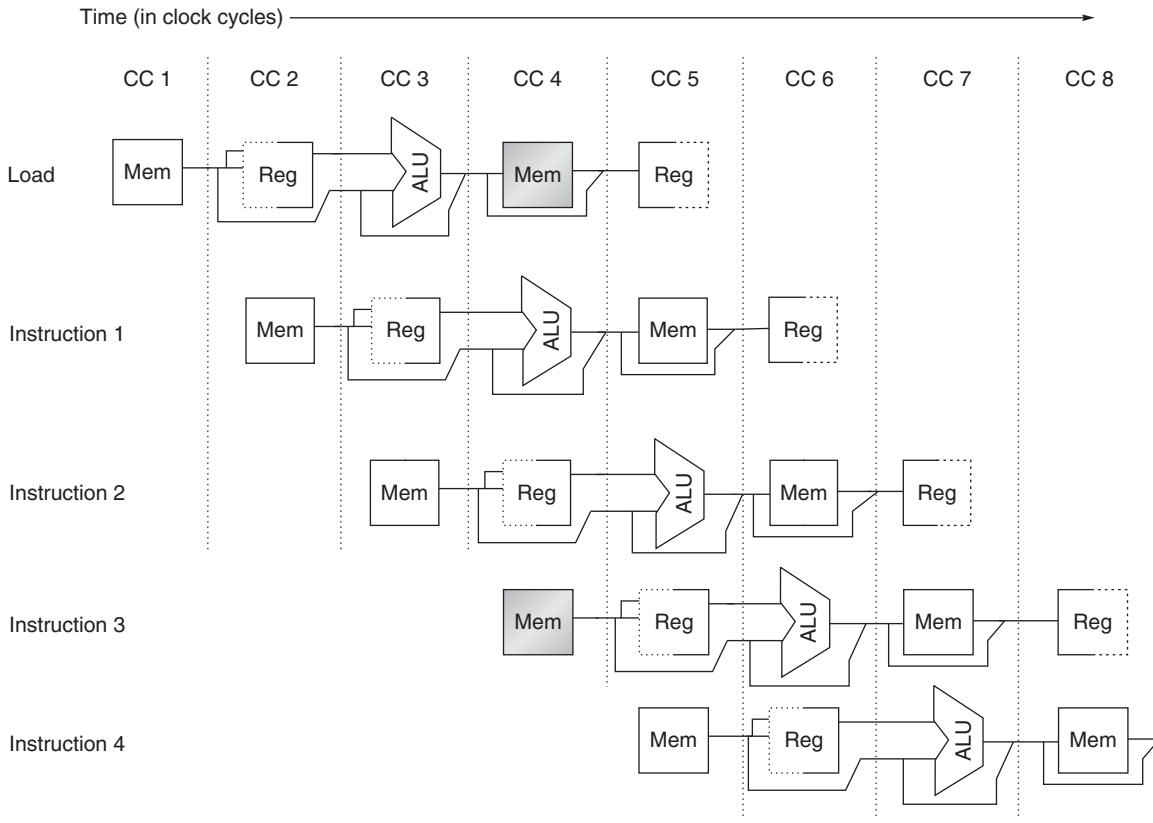 Time (in clock cycles)
CC 1 CC 2 CC 3 CC 4 CC 5 CC 6 CC 7 CC 8
Load Mem Reg ALU Mem Reg
Instruction 1 Mem Reg ALU Mem Reg
Instruction 2 Mem Reg ALU Mem Reg
Instruction 3 Mem Reg ALU Mem Reg
Instruction 4 Mem Reg ALU Mem